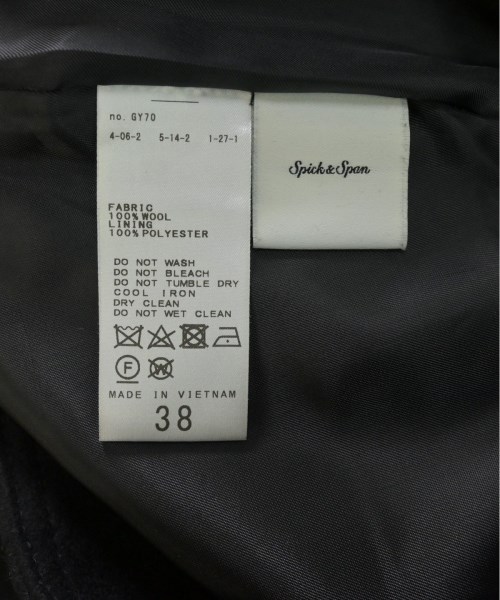 no. GY70
4-06-2 5-14-2 1-27-1
Spick & Span
FABRIC
100% WOOL
LINING
100% POLYESTER
DO NOT WASH
DO NOT BLEACH
DO NOT TUMBLE DRY
COOL IRON
DRY CLEAN
DO NOT WET CLEAN
F W
MADE IN VIETNAM
38